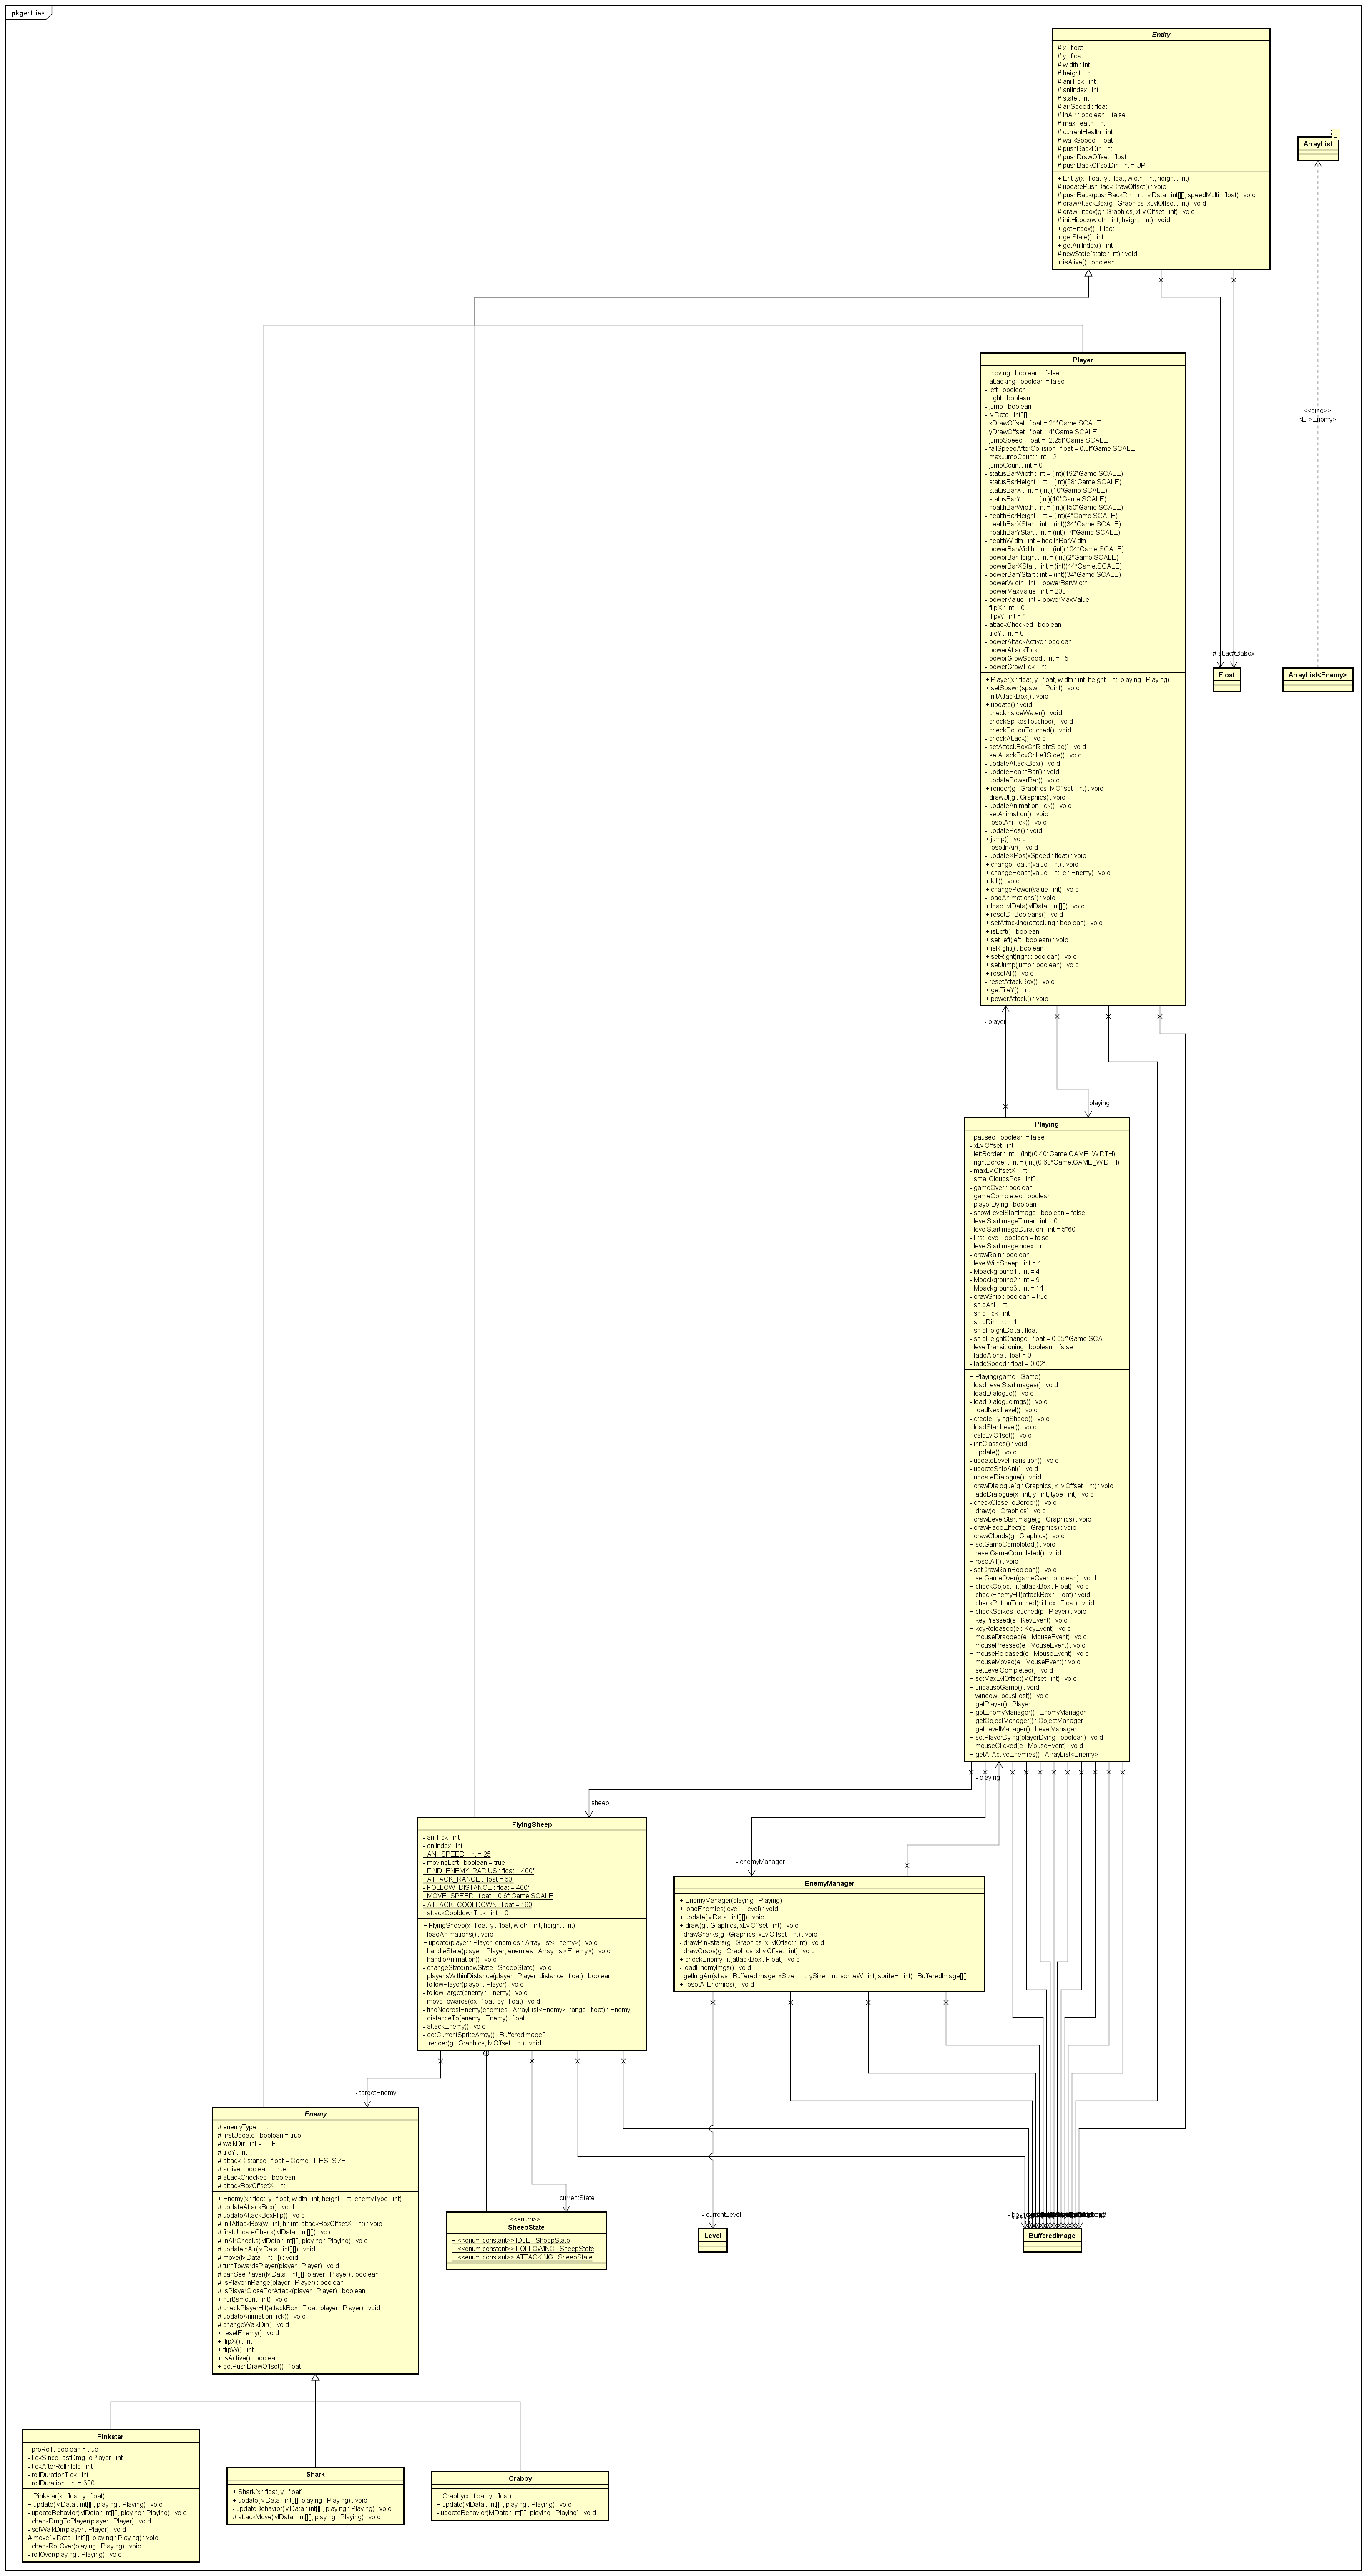 pkg entities
Entity
# x : float
# y : float
# width : int
# height : int
# aniTick : int
# aniIndex : int
# state : int
# airSpeed : float
# inAir : boolean = false
# maxHealth : int
# currentHealth : int
# walkSpeed : float
# pushBackDir : int
# pushDrawOffset : float
# pushBackOffsetDir : int = UP
+ Entity(x : float, y : float, width : int, height : int)
# updatePushBackDrawOffset() : void
# pushBack(pushBackDir : int, lvlData : int[][], speedMulti : float) : void
# drawAttackBox(g : Graphics, xLvlOffset : int) : void
# drawHitbox(g : Graphics, xLvlOffset : int) : void
# initHitbox(width : int, height : int) : void
+ getHitbox() : Float
+ getState() : int
+ getAniIndex() : int
# newState(state : int) : void
+ isAlive() : boolean
E
ArrayList
<<bind>>
<E->Enemy>
ArrayList<Enemy>
Float
Player
- moving : boolean = false
- attacking : boolean = false
- left : boolean
- right : boolean
- jump : boolean
- lvlData : int[][]
- xDrawOffset : float = 21*Game.SCALE
- yDrawOffset : float = 4*Game.SCALE
- jumpSpeed : float = -2.25f*Game.SCALE
- fallSpeedAfterCollision : float = 0.5f*Game.SCALE
- maxJumpCount : int = 2
- jumpCount : int = 0
- statusBarWidth : int = (int)(192*Game.SCALE)
- statusBarHeight : int = (int)(58*Game.SCALE)
- statusBarX : int = (int)(10*Game.SCALE)
- statusBarY : int = (int)(10*Game.SCALE)
- healthBarWidth : int = (int)(150*Game.SCALE)
- healthBarHeight : int = (int)(4*Game.SCALE)
- healthBarXStart : int = (int)(34*Game.SCALE)
- healthBarYStart : int = (int)(14*Game.SCALE)
- healthWidth : int = healthBarWidth
- powerBarWidth : int = (int)(104*Game.SCALE)
- powerBarHeight : int = (int)(2*Game.SCALE)
- powerBarXStart : int = (int)(44*Game.SCALE)
- powerBarYStart : int = (int)(34*Game.SCALE)
- powerWidth : int = powerBarWidth
- powerMaxValue : int = 200
- powerValue : int = powerMaxValue
- flipX : int = 0
- flipW : int = 1
- attackChecked : boolean
- tileY : int = 0
- powerAttackActive : boolean
- powerAttackTick : int
- powerGrowSpeed : int = 15
- powerGrowTick : int
+ Player(x : float, y : float, width : int, height : int, playing : Playing)
+ setSpawn(spawn : Point) : void
- initAttackBox() : void
+ update() : void
- checkInsideWater() : void
- checkSpikesTouched() : void
- checkPotionTouched() : void
- checkAttack() : void
- setAttackBoxOnRightSide() : void
- setAttackBoxOnLeftSide() : void
- updateAttackBox() : void
- updateHealthBar() : void
- updatePowerBar() : void
+ render(g : Graphics, lvlOffset : int) : void
- drawUI(g : Graphics) : void
- updateAnimationTick() : void
- setAnimation() : void
- resetAniTick() : void
- updatePos() : void
+ jump() : void
- resetInAir() : void
- updateXPos(xSpeed : float) : void
+ changeHealth(value : int) : void
+ changeHealth(value : int, e : Enemy) : void
+ kill() : void
+ changePower(value : int) : void
- loadAnimations() : void
+ loadLvlData(lvlData : int[][]) : void
+ resetDirBooleans() : void
+ setAttacking(attacking : boolean) : void
+ isLeft() : boolean
+ setLeft(left : boolean) : void
+ isRight() : boolean
+ setRight(right : boolean) : void
+ setJump(jump : boolean) : void
+ resetAll() : void
- resetAttackBox() : void
+ getTileY() : int
+ powerAttack() : void
- player
- playing
Playing
- paused : boolean = false
- xLvlOffset : int
- leftBorder : int = (int)(0.40*Game.GAME_WIDTH)
- rightBorder : int = (int)(0.60*Game.GAME_WIDTH)
- maxLvlOffsetX : int
- smallCloudsPos : int[]
- gameOver : boolean
- gameCompleted : boolean
- playerDying : boolean
- showLevelStartImage : boolean = false
- levelStartImageTimer : int = 0
- levelStartImageDuration : int = 5*60
- firstLevel : boolean = false
- levelStartImageIndex : int
- drawRain : boolean
- levelWithSheep : int = 4
- lvlbackground1 : int = 4
- lvlbackground2 : int = 9
- lvlbackground3 : int = 14
- drawShip : boolean = true
- shipAni : int
- shipTick : int
- shipDir : int = 1
- shipHeightDelta : float
- shipHeightChange : float = 0.05f*Game.SCALE
- levelTransitioning : boolean = false
- fadeAlpha : float = 0f
- fadeSpeed : float = 0.02f
+ Playing(game : Game)
- loadLevelStartImages() : void
- loadDialogue() : void
- loadDialogueImgs() : void
+ loadNextLevel() : void
- createFlyingSheep() : void
- loadStartLevel() : void
- calcLvlOffset() : void
- initClasses() : void
+ update() : void
- updateLevelTransition() : void
- updateShipAni() : void
- updateDialogue() : void
- drawDialogue(g : Graphics, xLvlOffset : int) : void
+ addDialogue(x : int, y : int, type : int) : void
- checkCloseToBorder() : void
+ draw(g : Graphics) : void
- drawLevelStartImage(g : Graphics) : void
- drawFadeEffect(g : Graphics) : void
- drawClouds(g : Graphics) : void
+ setGameCompleted() : void
+ resetGameCompleted() : void
+ resetAll() : void
- setDrawRainBoolean() : void
+ setGameOver(gameOver : boolean) : void
+ checkObjectHit(attackBox : Float) : void
+ checkEnemyHit(attackBox : Float) : void
+ checkPotionTouched(hitbox : Float) : void
+ checkSpikesTouched(p : Player) : void
+ keyPressed(e : KeyEvent) : void
+ keyReleased(e : KeyEvent) : void
+ mouseDragged(e : MouseEvent) : void
+ mousePressed(e : MouseEvent) : void
+ mouseReleased(e : MouseEvent) : void
+ mouseMoved(e : MouseEvent) : void
+ setLevelCompleted() : void
+ setMaxLvlOffset(lvlOffset : int) : void
+ unpauseGame() : void
+ windowFocusLost() : void
+ getPlayer() : Player
+ getEnemyManager() : EnemyManager
+ getObjectManager() : ObjectManager
+ getLevelManager() : LevelManager
+ setPlayerDying(playerDying : boolean) : void
+ mouseClicked(e : MouseEvent) : void
+ getAllActiveEnemies() : ArrayList<Enemy>
- playing
- sheep
FlyingSheep
- aniTick : int
- aniIndex : int
- ANI_SPEED : int = 25
- movingLeft : boolean = true
- FIND_ENEMY_RADIUS : float = 400f
- ATTACK_RANGE : float = 60f
- FOLLOW_DISTANCE : float = 400f
- MOVE_SPEED : float = 0.6f*Game.SCALE
- ATTACK_COOLDOWN : float = 160
- attackCooldownTick : int = 0
+ FlyingSheep(x : float, y : float, width : int, height : int)
- loadAnimations() : void
+ update(player : Player, enemies : ArrayList<Enemy>) : void
- handleState(player : Player, enemies : ArrayList<Enemy>) : void
- handleAnimation() : void
- changeState(newState : SheepState) : void
- playerIsWithinDistance(player : Player, distance : float) : boolean
- followPlayer(player : Player) : void
- followTarget(enemy : Enemy) : void
- moveTowards(dx : float, dy : float) : void
- findNearestEnemy(enemies : ArrayList<Enemy>, range : float) : Enemy
- distanceTo(enemy : Enemy) : float
- attackEnemy() : void
- getCurrentSpriteArray() : BufferedImage[]
+ render(g : Graphics, lvlOffset : int) : void
- enemyManager
EnemyManager
+ EnemyManager(playing : Playing)
+ loadEnemies(level : Level) : void
+ update(lvlData : int[][]) : void
+ draw(g : Graphics, xLvlOffset : int) : void
- drawSharks(g : Graphics, xLvlOffset : int) : void
- drawPinkstars(g : Graphics, xLvlOffset : int) : void
- drawCrabs(g : Graphics, xLvlOffset : int) : void
+ checkEnemyHit(attackBox : Float) : void
- loadEnemyImgs() : void
- getImgArr(atlas : BufferedImage, xSize : int, ySize : int, spriteW : int, spriteH : int) : BufferedImage[][]
+ resetAllEnemies() : void
- targetEnemy
Enemy
# enemyType : int
# firstUpdate : boolean = true
# walkDir : int = LEFT
# tileY : int
# attackDistance : float = Game.TILES_SIZE
# active : boolean = true
# attackChecked : boolean
# attackBoxOffsetX : int
+ Enemy(x : float, y : float, width : int, height : int, enemyType : int)
# updateAttackBox() : void
# updateAttackBoxFlip() : void
# initAttackBox(w : int, h : int, attackBoxOffsetX : int) : void
# firstUpdateCheck(lvlData : int[][]) : void
# inAirChecks(lvlData : int[][], playing : Playing) : void
# updateInAir(lvlData : int[][]) : void
# move(lvlData : int[][]) : void
# turnTowardsPlayer(player : Player) : void
# canSeePlayer(lvlData : int[][], player : Player) : boolean
# isPlayerInRange(player : Player) : boolean
# isPlayerCloseForAttack(player : Player) : boolean
+ hurt(amount : int) : void
# checkPlayerHit(attackBox : Float, player : Player) : void
# updateAnimationTick() : void
# changeWalkDir() : void
+ resetEnemy() : void
+ flipX() : int
+ flipW() : int
+ isActive() : boolean
+ getPushDrawOffset() : float
- currentState
<<enum>>
SheepState
+ <<enum constant>> IDLE : SheepState
+ <<enum constant>> FOLLOWING : SheepState
+ <<enum constant>> ATTACKING : SheepState
- currentLevel
Level
BufferedImage
Pinkstar
- preRoll : boolean = true
- tickSinceLastDmgToPlayer : int
- tickAfterRollInIdle : int
- rollDurationTick : int
- rollDuration : int = 300
+ Pinkstar(x : float, y : float)
+ update(lvlData : int[][], playing : Playing) : void
- updateBehavior(lvlData : int[][], playing : Playing) : void
- checkDmgToPlayer(player : Player) : void
- setWalkDir(player : Player) : void
# move(lvlData : int[][], playing : Playing) : void
- checkRollOver(playing : Playing) : void
- rollOver(playing : Playing) : void
Shark
+ Shark(x : float, y : float)
+ update(lvlData : int[][], playing : Playing) : void
- updateBehavior(lvlData : int[][], playing : Playing) : void
# attackMove(lvlData : int[][], playing : Playing) : void
Crabby
+ Crabby(x : float, y : float)
+ update(lvlData : int[][], playing : Playing) : void
- updateBehavior(lvlData : int[][], playing : Playing) : void